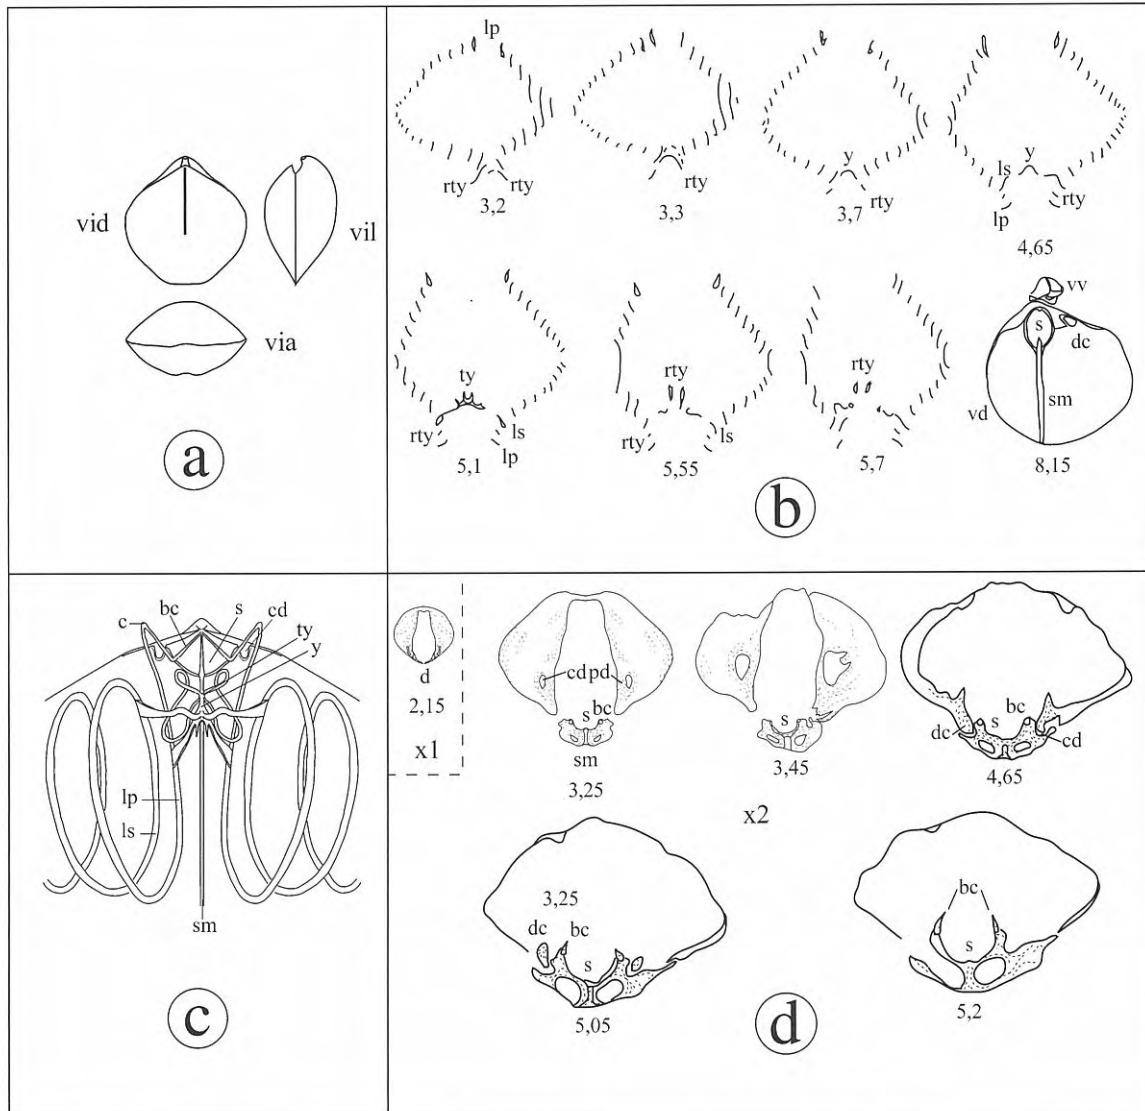 vid
vil
via
a
lp
rty rty
3,2
rty
3,3
y
rty
3,7
ls y
lp rty
4,65
ty
rty ls
lp
5,1
rty
rty ls
5,55
rty
5,7
vv
s
dc
vd sm
8,15
b
c bc s cd
ty
y
lp
ls
sm
c
d
2,15
x1
cd pd
s bc
sm
3,25
s
3,45
x2
bc
dc s cd
4,65
3,25
dc bc
s
5,05
bc
s
5,2
d